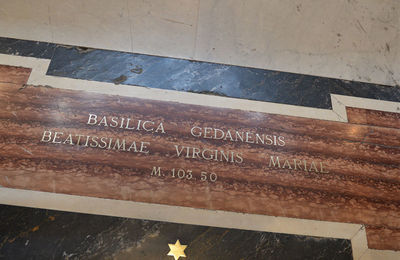 BASILICA GEDANENSIS
BEATISSIMAE VIRGINIS MARIAE
M. 103. 50